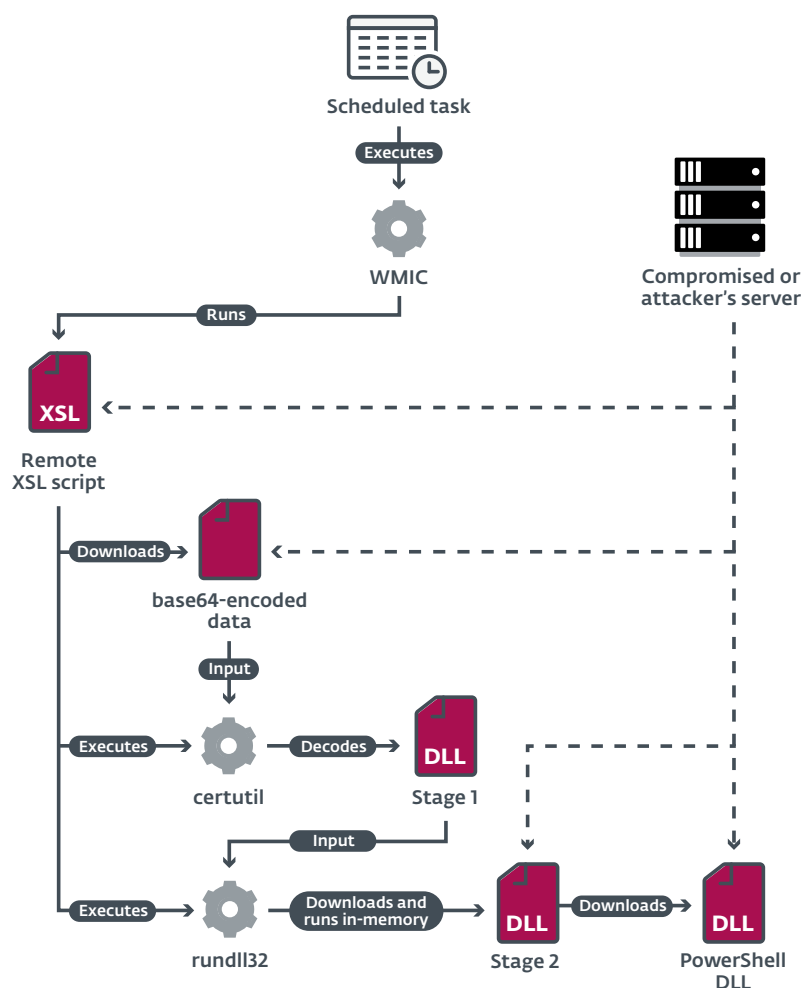 Scheduled task
Executes
WMIC
Compromised or
attacker's server
Runs
XSL
Remote
XSL script
Downloads
base64-encoded
data
Input
Executes
certutil
Decodes
DLL
Stage 1
Input
Executes
rundll32
Downloads and
runs in-memory
DLL
Stage 2
Downloads
DLL
PowerShell
DLL